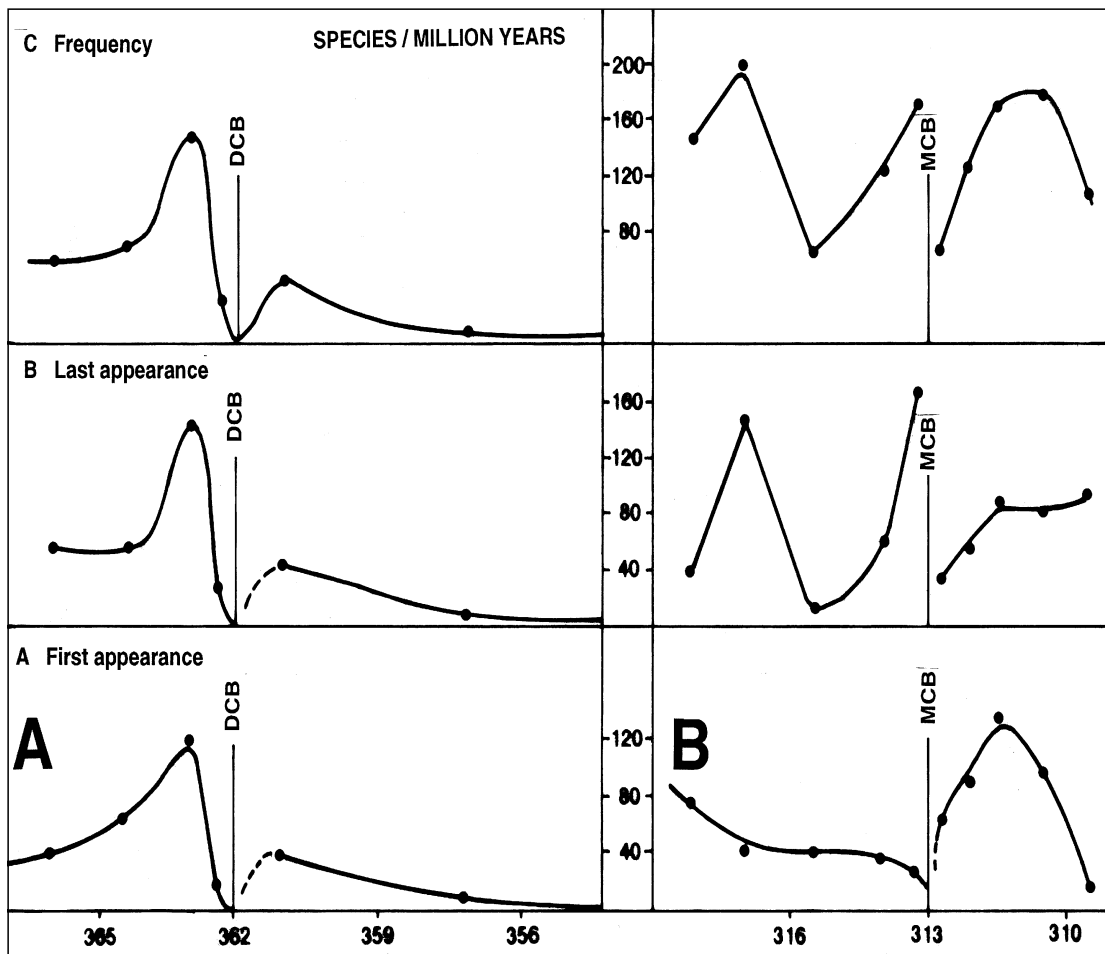 C Frequency
SPECIES / MILLION YEARS
DCB
200
160
120
80
MCB
B Last appearance
DCB
160
120
80
40
MCB
A First appearance
DCB
A
120
80
40
B
MCB
365 362 359 356 316 313 310